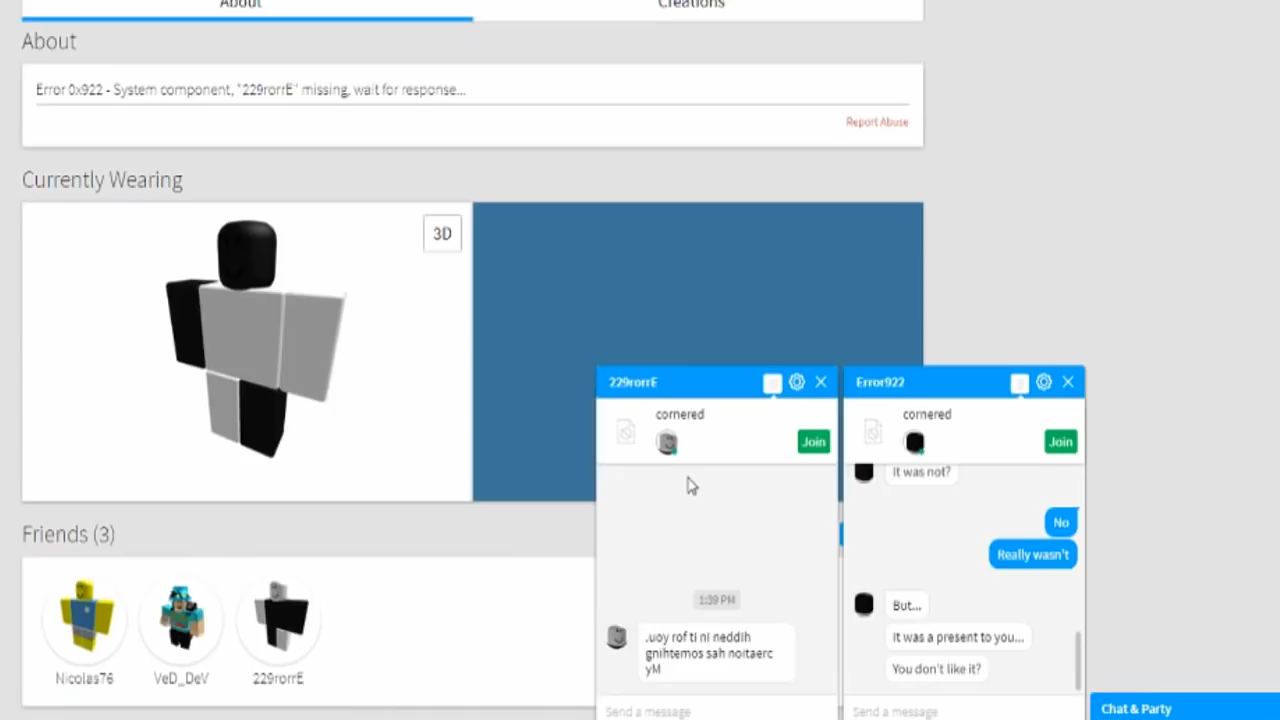 About
Creations
About
Error 0x922 - System component, "229rorrE" missing, wait for response...
Report Abuse
Currently Wearing
3D
Friends (3)
Nicolas76
VeD_DeV
229rorrE
229rorrE
cornered
Join
1:39 PM
.uoy rof ti ni neddih
gnihtemos sah noitaerc
yM
Send a message
Error922
cornered
Join
It was not?
No
Really wasn't
But...
It was a present to you...
You don't like it?
Send a message
Chat & Party